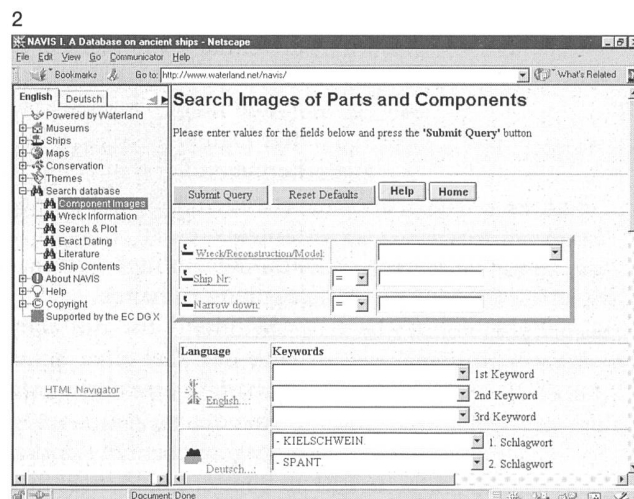 2
NAVIS I. A Database on ancient ships - Netscape
File Edit View Go Communicator Help
Bookmarks Go to: http://www.waterland.net/navis/ What's Related
English Deutsch
Powered by Waterland
Museums
Ships
Maps
Conservation
Themes
Search database
Component Images
Wreck Information
Search & Plot
Exact Dating
Literature
Ship Contents
About NAVIS
Help
Copyright
Supported by the EC DG X
HTML Navigator
Search Images of Parts and Components
Please enter values for the fields below and press the 'Submit Query' button
Submit Query Reset Defaults Help Home
Wreck/Reconstruction/Model:
Ship Nr: =
Narrow down: =
Language Keywords
1st Keyword
English...: 2nd Keyword
3rd Keyword
- KIELSCHWEIN 1. Schlagwort
Deutsch...: - SPANT 2. Schlagwort
Document: Done